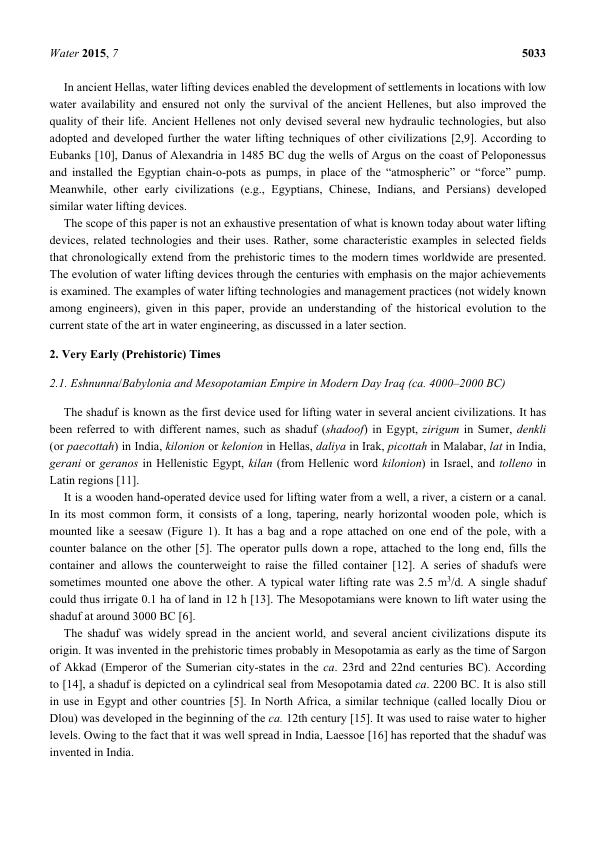 Water 2015, 7
5033
In ancient Hellas, water lifting devices enabled the development of settlements in locations with low
water availability and ensured not only the survival of the ancient Hellenes, but also improved the
quality of their life. Ancient Hellenes not only devised several new hydraulic technologies, but also
adopted and developed further the water lifting techniques of other civilizations [2,9]. According to
Eubanks [10], Danus of Alexandria in 1485 BC dug the wells of Argus on the coast of Peloponessus
and installed the Egyptian chain-o-pots as pumps, in place of the “atmospheric” or “force” pump.
Meanwhile, other early civilizations (e.g., Egyptians, Chinese, Indians, and Persians) developed
similar water lifting devices.
The scope of this paper is not an exhaustive presentation of what is known today about water lifting
devices, related technologies and their uses. Rather, some characteristic examples in selected fields
that chronologically extend from the prehistoric times to the modern times worldwide are presented.
The evolution of water lifting devices through the centuries with emphasis on the major achievements
is examined. The examples of water lifting technologies and management practices (not widely known
among engineers), given in this paper, provide an understanding of the historical evolution to the
current state of the art in water engineering, as discussed in a later section.
2. Very Early (Prehistoric) Times
2.1. Eshnunna/Babylonia and Mesopotamian Empire in Modern Day Iraq (ca. 4000–2000 BC)
The shaduf is known as the first device used for lifting water in several ancient civilizations. It has
been referred to with different names, such as shaduf (shadoof) in Egypt, zirigum in Sumer, denkli
(or paecottah) in India, kilonion or kelonion in Hellas, daliya in Irak, picottah in Malabar, lat in India,
gerani or geranos in Hellenistic Egypt, kilan (from Hellenic word kilonion) in Israel, and tolleno in
Latin regions [11].
It is a wooden hand-operated device used for lifting water from a well, a river, a cistern or a canal.
In its most common form, it consists of a long, tapering, nearly horizontal wooden pole, which is
mounted like a seesaw (Figure 1). It has a bag and a rope attached on one end of the pole, with a
counter balance on the other [5]. The operator pulls down a rope, attached to the long end, fills the
container and allows the counterweight to raise the filled container [12]. A series of shadufs were
sometimes mounted one above the other. A typical water lifting rate was 2.5 m³/d. A single shaduf
could thus irrigate 0.1 ha of land in 12 h [13]. The Mesopotamians were known to lift water using the
shaduf at around 3000 BC [6].
The shaduf was widely spread in the ancient world, and several ancient civilizations dispute its
origin. It was invented in the prehistoric times probably in Mesopotamia as early as the time of Sargon
of Akkad (Emperor of the Sumerian city-states in the ca. 23rd and 22nd centuries BC). According
to [14], a shaduf is depicted on a cylindrical seal from Mesopotamia dated ca. 2200 BC. It is also still
in use in Egypt and other countries [5]. In North Africa, a similar technique (called locally Diou or
Dlou) was developed in the beginning of the ca. 12th century [15]. It was used to raise water to higher
levels. Owing to the fact that it was well spread in India, Laessoe [16] has reported that the shaduf was
invented in India.